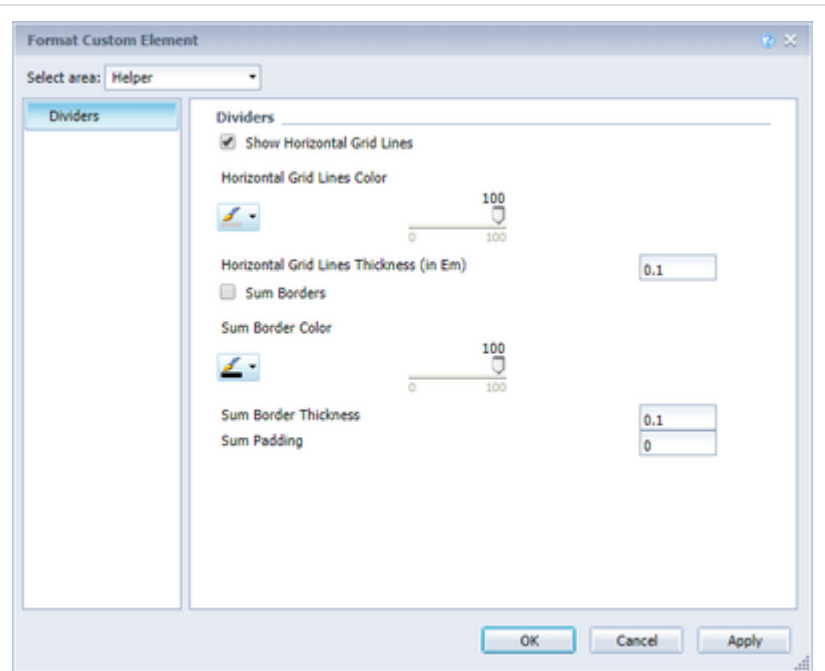 Format Custom Element
Select area: Helper
Dividers
Dividers
Show Horizontal Grid Lines
Horizontal Grid Lines Color
100
0 100
Horizontal Grid Lines Thickness (in Em) 0.1
Sum Borders
Sum Border Color
100
0 100
Sum Border Thickness 0.1
Sum Padding 0
OK Cancel Apply